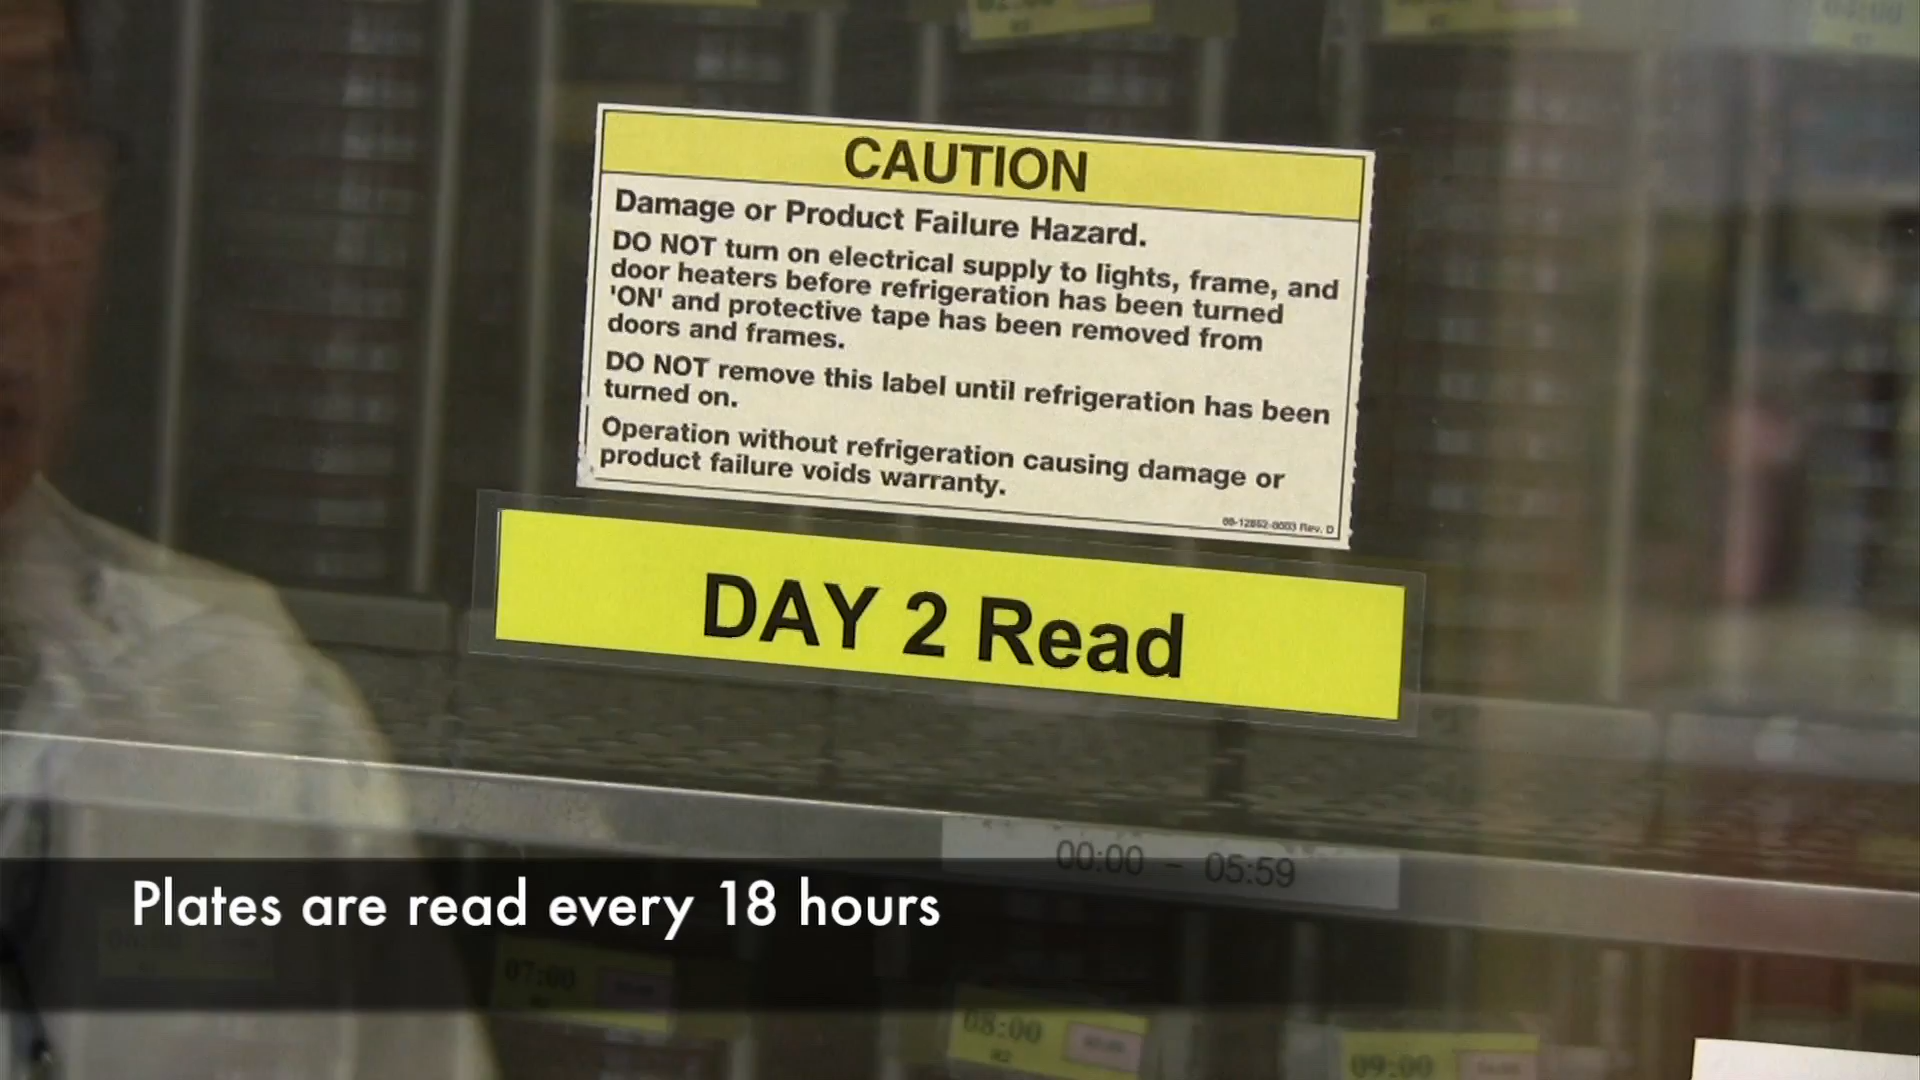 04:00
CAUTION
Damage or Product Failure Hazard.
DO NOT turn on electrical supply to lights, frame, and
door heaters before refrigeration has been turned
'ON' and protective tape has been removed from
doors and frames.
DO NOT remove this label until refrigeration has been
turned on.
Operation without refrigeration causing damage or
product failure voids warranty.
DAY 2 Read
00:00 - 05:59
Plates are read every 18 hours
07:00
08:00
09:00